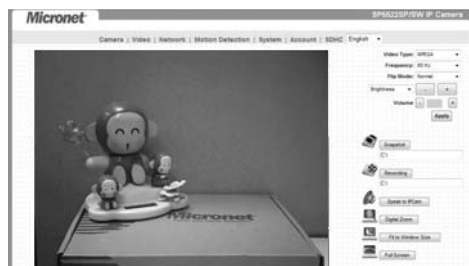 Micronet
SP5522SP/SW IP Camera
Camera | Video | Network | Motion Detection | System | Account | SDHC English
Video Type: MPEG4
Frequency: 60 Hz
Flip Mode: Normal
Brightness - +
Volume - +
Apply
Snapshot
C:\
Recording
C:\
Speak to IPCam
Digital Zoom
Fit to Window Size
Full Screen
Micronet